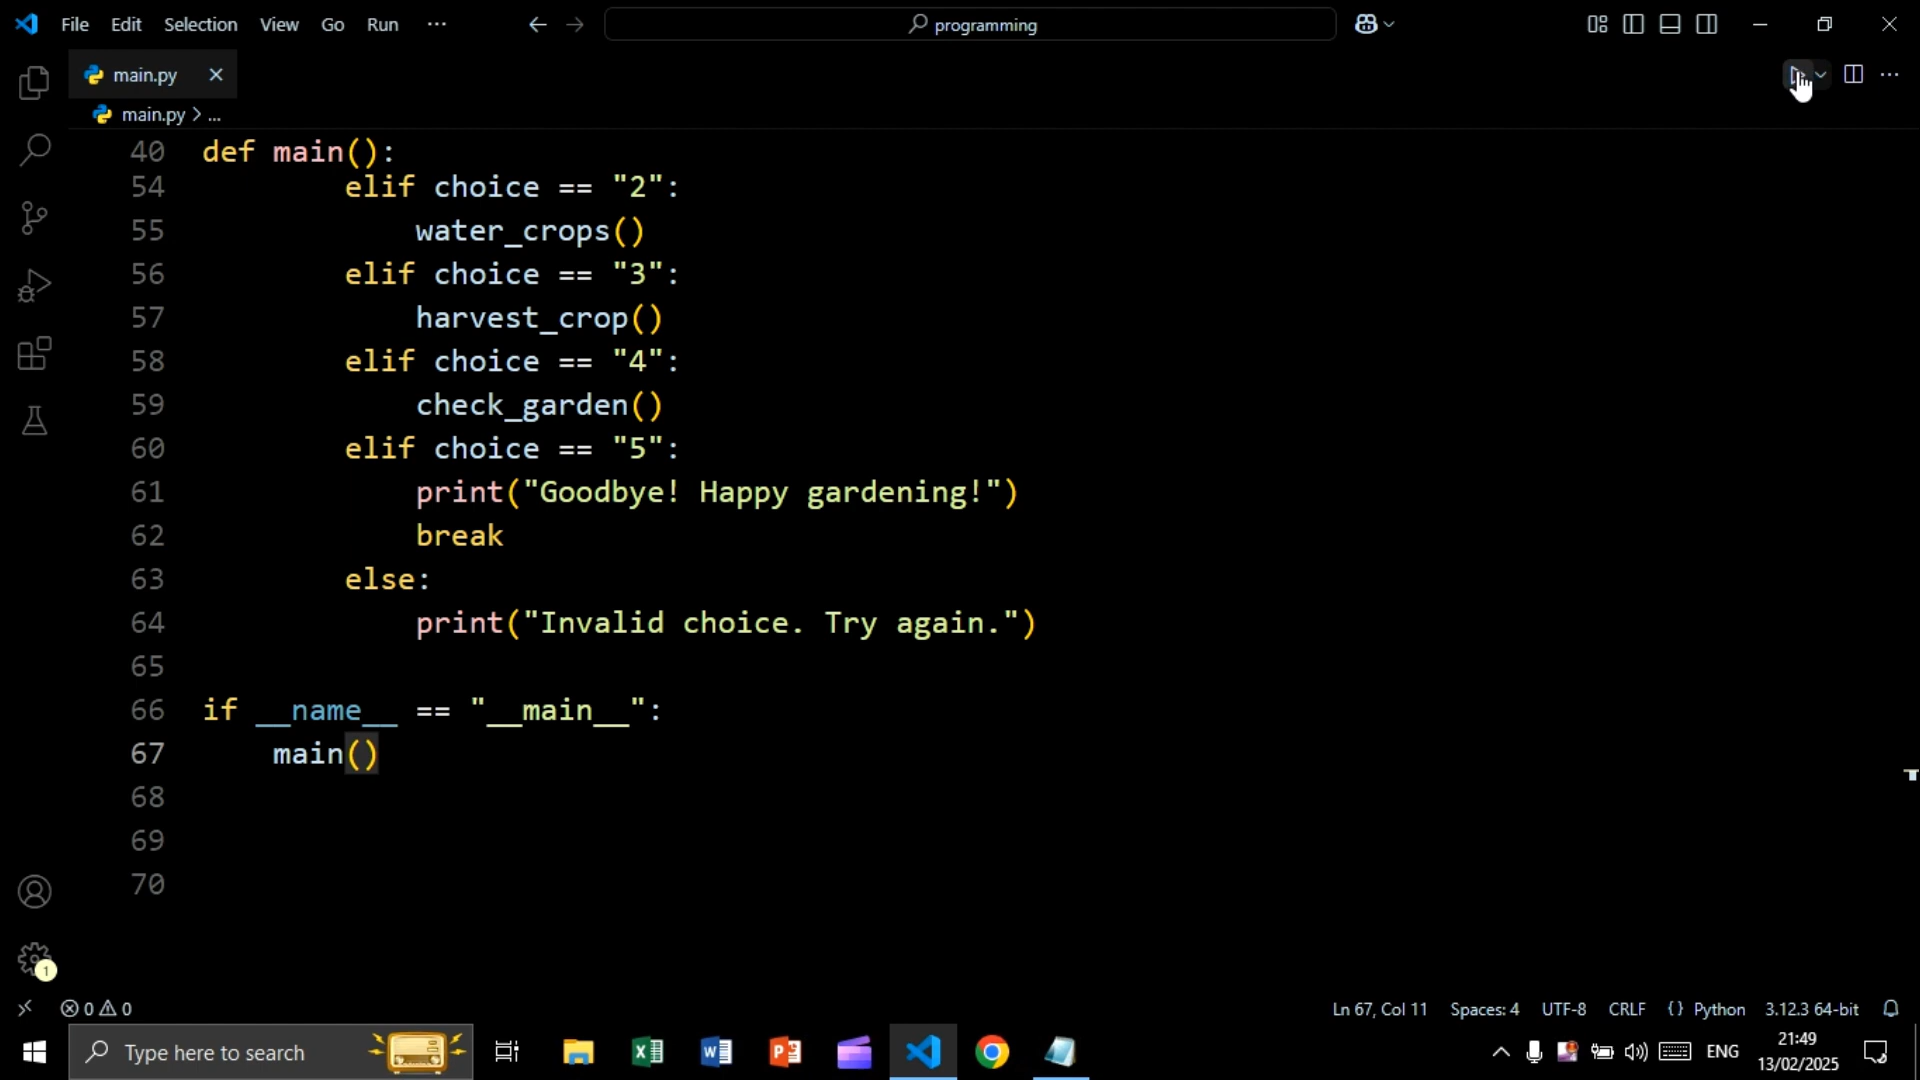 File Edit Selection View Go Run ···
programming
main.py
main.py > ...
40 def main():
54 elif choice == "2":
55 water_crops()
56 elif choice == "3":
57 harvest_crop()
58 elif choice == "4":
59 check_garden()
60 elif choice == "5":
61 print("Goodbye! Happy gardening!")
62 break
63 else:
64 print("Invalid choice. Try again.")
65
66 if __name__ == "__main__":
67 main()
68
69
70
1
0 0
Ln 67, Col 11 Spaces: 4 UTF-8 CRLF {} Python 3.12.3 64-bit
Type here to search
ENG
21:49
13/02/2025